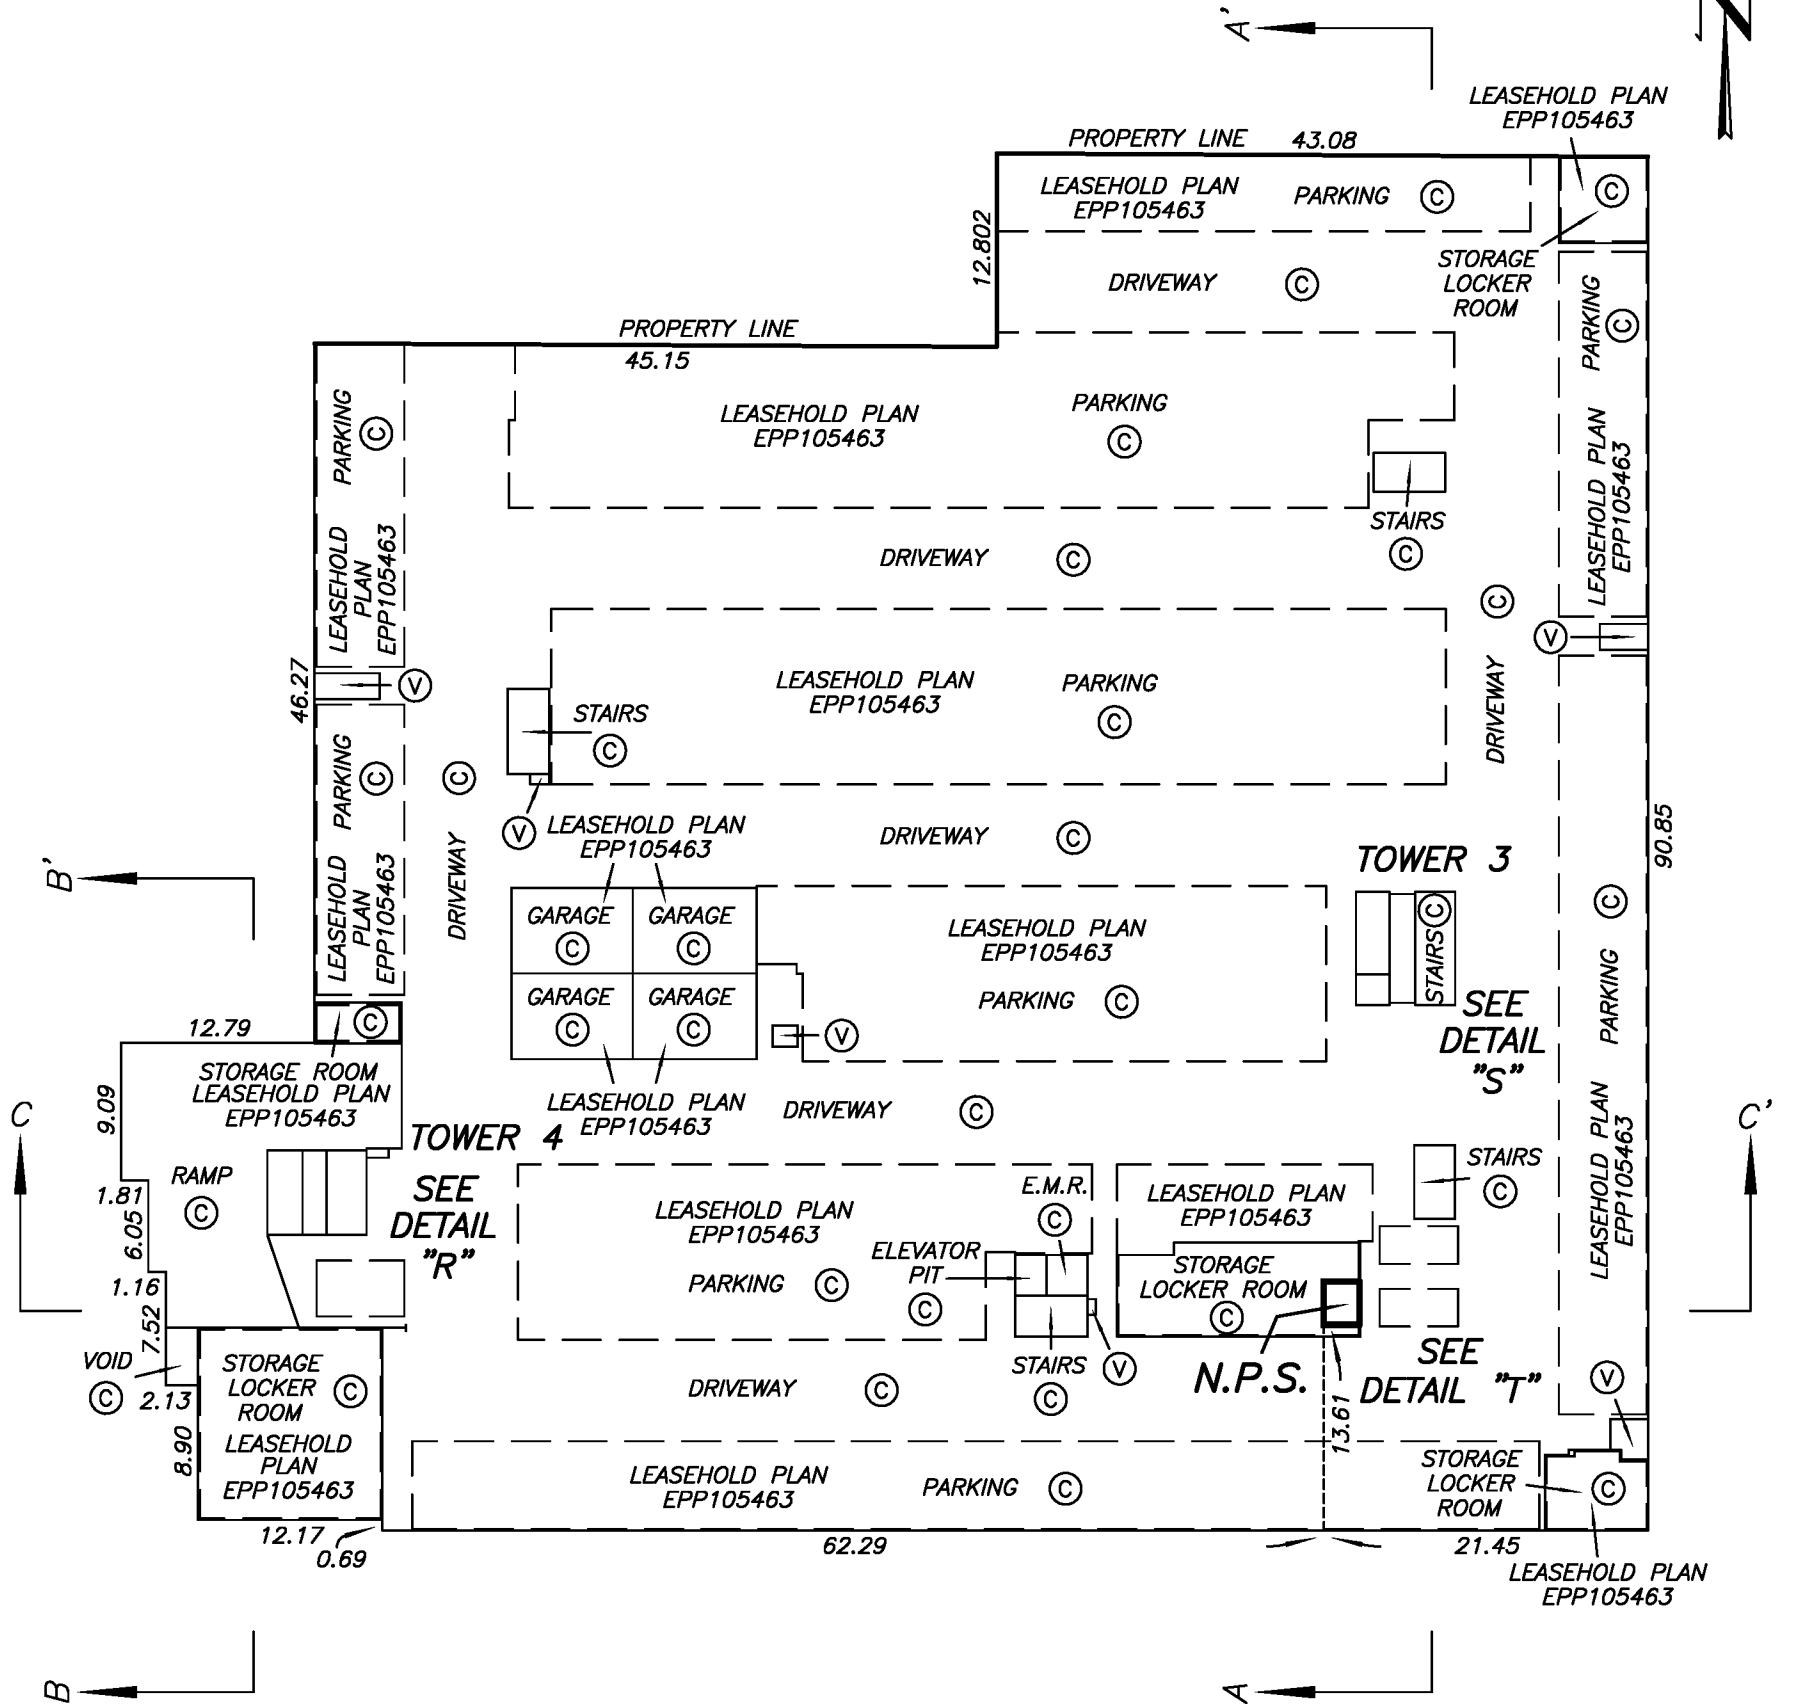 A'
N
LEASEHOLD PLAN
EPP105463
PROPERTY LINE 43.08
LEASEHOLD PLAN
EPP105463
PARKING C
C
12.802
STORAGE
LOCKER
ROOM
DRIVEWAY C
PROPERTY LINE
45.15
PARKING C
LEASEHOLD PLAN
EPP105463
PARKING C
LEASEHOLD PLAN
EPP105463
LEASEHOLD PLAN
EPP105463
PARKING
C
STAIRS
C
PARKING C
LEASEHOLD
PLAN
EPP105463
DRIVEWAY C
C
DRIVEWAY
V
46.27
V
LEASEHOLD PLAN
EPP105463
PARKING
C
STAIRS
C
V
PARKING C
LEASEHOLD
PLAN
EPP105463
C
DRIVEWAY
LEASEHOLD PLAN
EPP105463
DRIVEWAY C
TOWER 3
90.85
B'
GARAGE
C
GARAGE
C
GARAGE
C
GARAGE
C
LEASEHOLD PLAN
EPP105463
PARKING C
V
STAIRS C
SEE
DETAIL
"S"
C
PARKING
LEASEHOLD PLAN
EPP105463
12.79
C
STORAGE ROOM
LEASEHOLD PLAN
EPP105463
9.09
LEASEHOLD PLAN
EPP105463
DRIVEWAY C
C
C'
TOWER 4
SEE
DETAIL
"R"
RAMP
C
1.81
6.05
1.16
7.52
LEASEHOLD PLAN
EPP105463
PARKING C
E.M.R.
C
ELEVATOR
PIT
C
LEASEHOLD PLAN
EPP105463
STORAGE
LOCKER ROOM
C
STAIRS
C
STAIRS
C
V
N.P.S.
SEE
DETAIL "T"
V
VOID
C
2.13
8.90
STORAGE
LOCKER
ROOM
C
LEASEHOLD
PLAN
EPP105463
DRIVEWAY C
13.61
LEASEHOLD PLAN
EPP105463
PARKING C
STORAGE
LOCKER
ROOM
C
12.17
0.69
62.29
21.45
LEASEHOLD PLAN
EPP105463
B
A